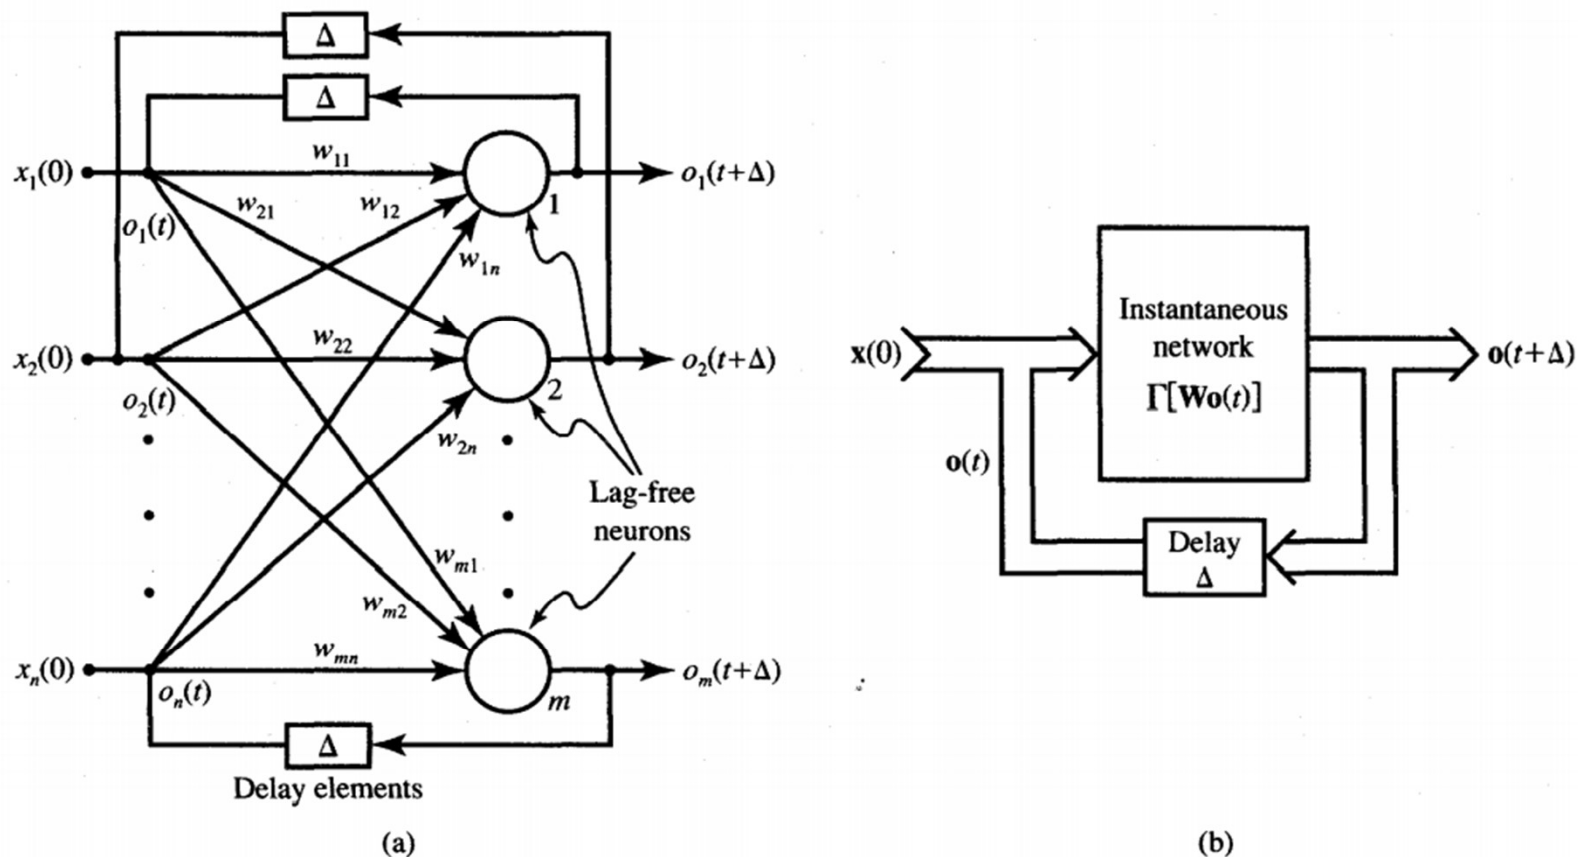 Δ
Δ
x₁(0)
w₁₁
o₁(t+Δ)
w₂₁
w₁₂
1
o₁(t)
w₁ₙ
x₂(0)
w₂₂
o₂(t+Δ)
o₂(t)
2
w₂ₙ
Lag-free
neurons
wₘ₁
wₘ₂
wₘₙ
xₙ(0)
oₘ(t+Δ)
oₙ(t)
m
Δ
Delay elements
(a)
Instantaneous
network
Γ[Wo(t)]
x(0)
o(t+Δ)
o(t)
Delay
Δ
(b)